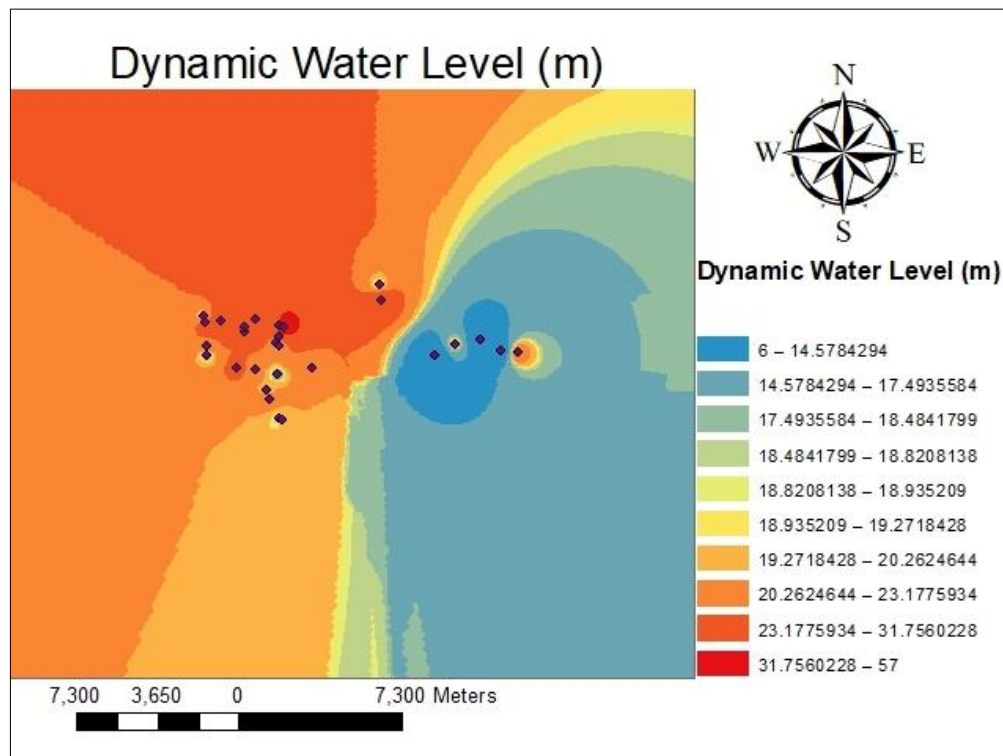 Dynamic Water Level (m)
N
W E
S
Dynamic Water Level (m)
6 – 14.5784294
14.5784294 – 17.4935584
17.4935584 – 18.4841799
18.4841799 – 18.8208138
18.8208138 – 18.935209
18.935209 – 19.2718428
19.2718428 – 20.2624644
20.2624644 – 23.1775934
23.1775934 – 31.7560228
31.7560228 – 57
7,300 3,650 0 7,300 Meters